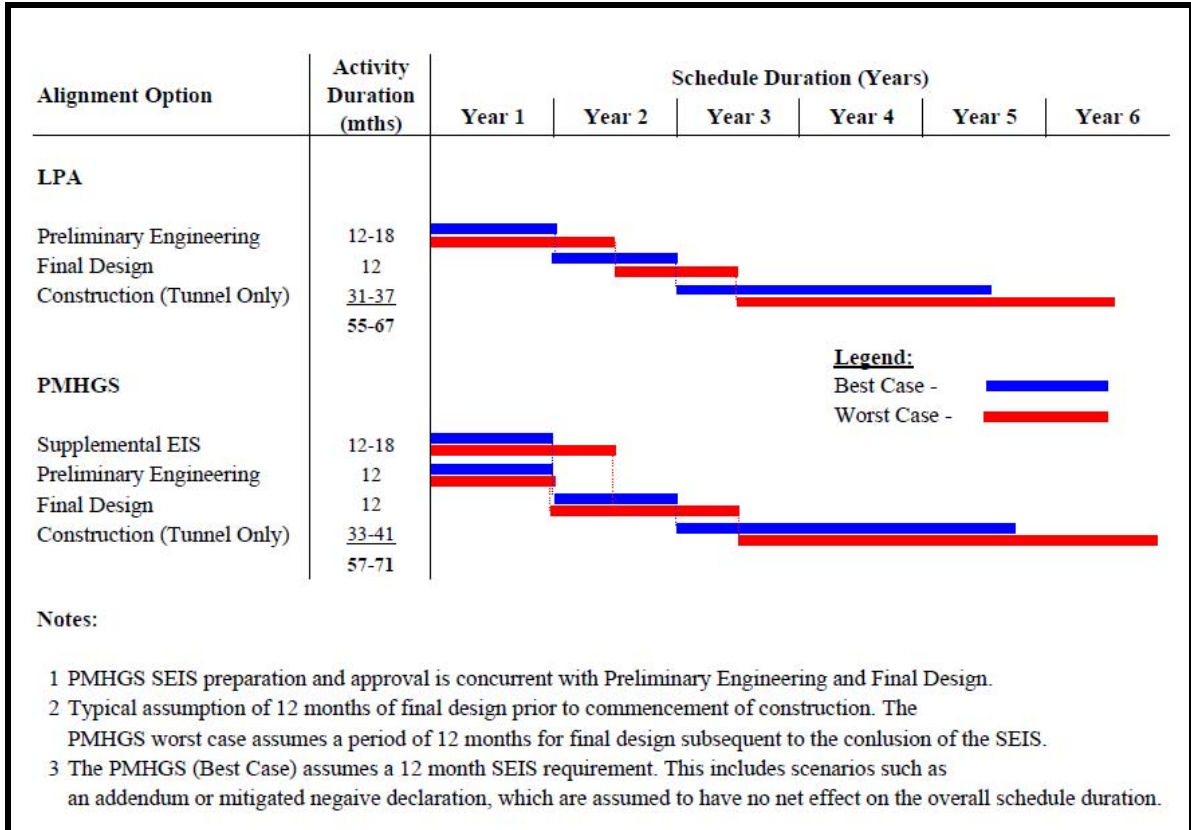 Alignment Option
Activity
Duration
(mths)
Schedule Duration (Years)
Year 1 Year 2 Year 3 Year 4 Year 5 Year 6
LPA
Preliminary Engineering 12-18
Final Design 12
Construction (Tunnel Only) 31-37
55-67
Legend:
Best Case -
Worst Case -
PMHGS
Supplemental EIS 12-18
Preliminary Engineering 12
Final Design 12
Construction (Tunnel Only) 33-41
57-71
Notes:
1 PMHGS SEIS preparation and approval is concurrent with Preliminary Engineering and Final Design.
2 Typical assumption of 12 months of final design prior to commencement of construction. The
PMHGS worst case assumes a period of 12 months for final design subsequent to the conlusion of the SEIS.
3 The PMHGS (Best Case) assumes a 12 month SEIS requirement. This includes scenarios such as
an addendum or mitigated negaive declaration, which are assumed to have no net effect on the overall schedule duration.